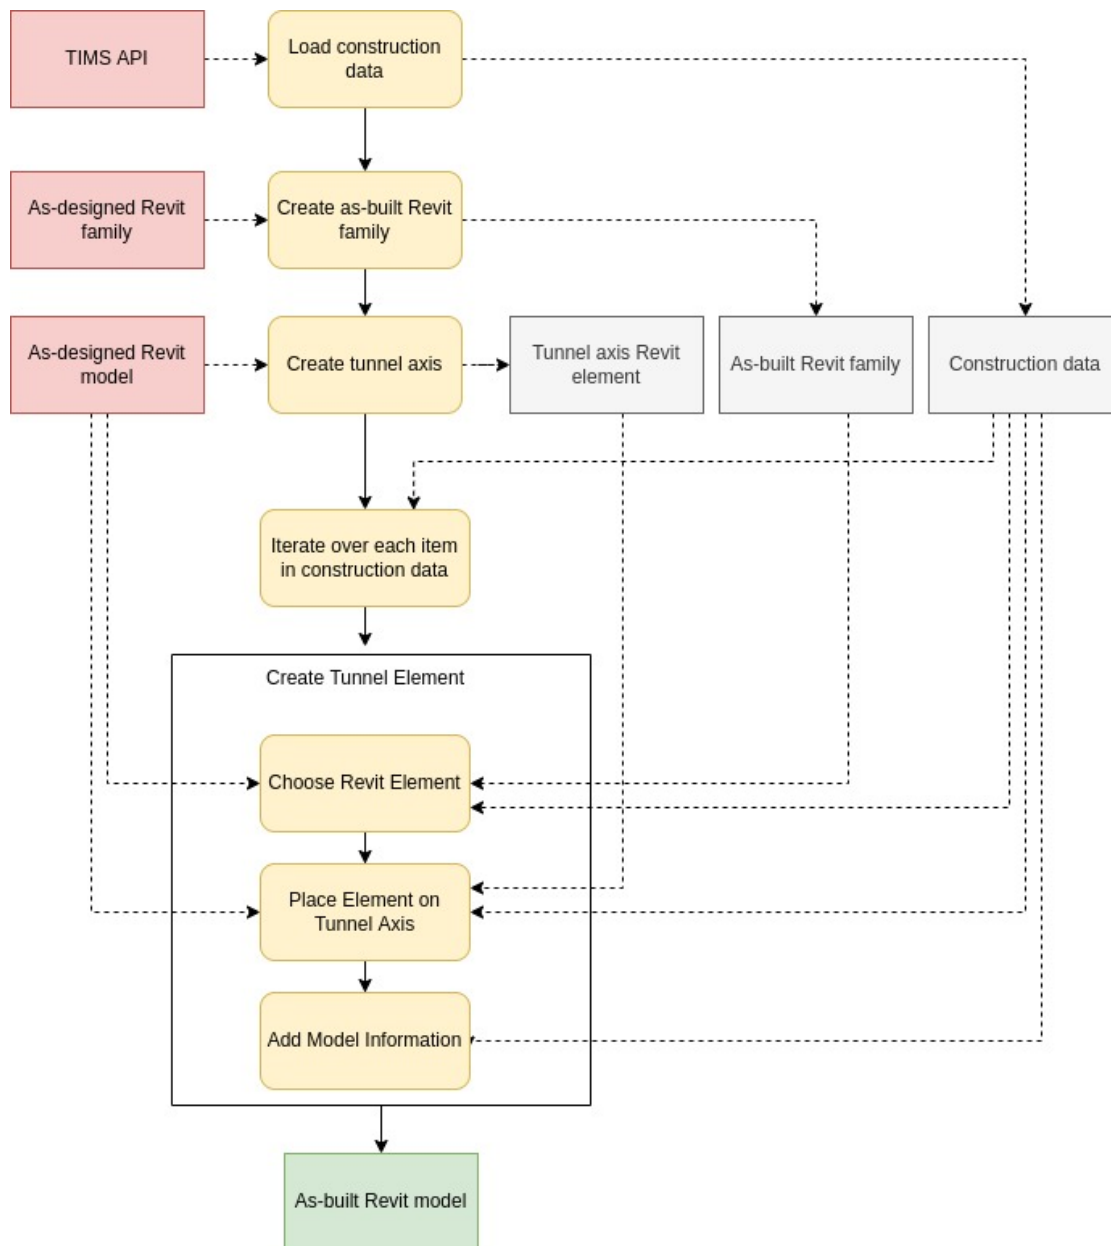 TIMS API
Load construction
data
As-designed Revit
family
Create as-built Revit
family
As-designed Revit
model
Create tunnel axis
Tunnel axis Revit
element
As-built Revit family
Construction data
Iterate over each item
in construction data
Create Tunnel Element
Choose Revit Element
Place Element on
Tunnel Axis
Add Model Information
As-built Revit model